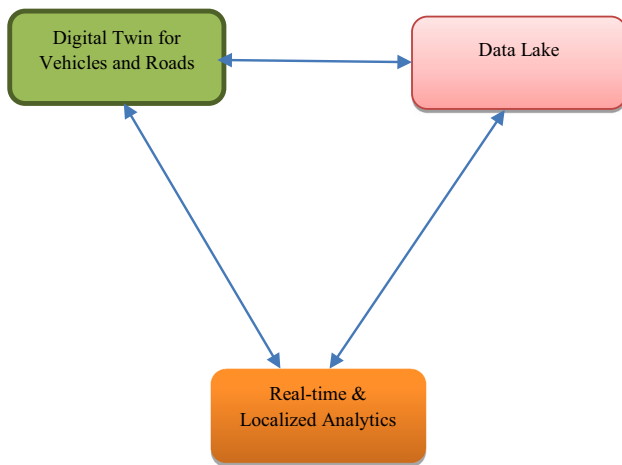 Digital Twin for
Vehicles and Roads
Data Lake
Real-time &
Localized Analytics